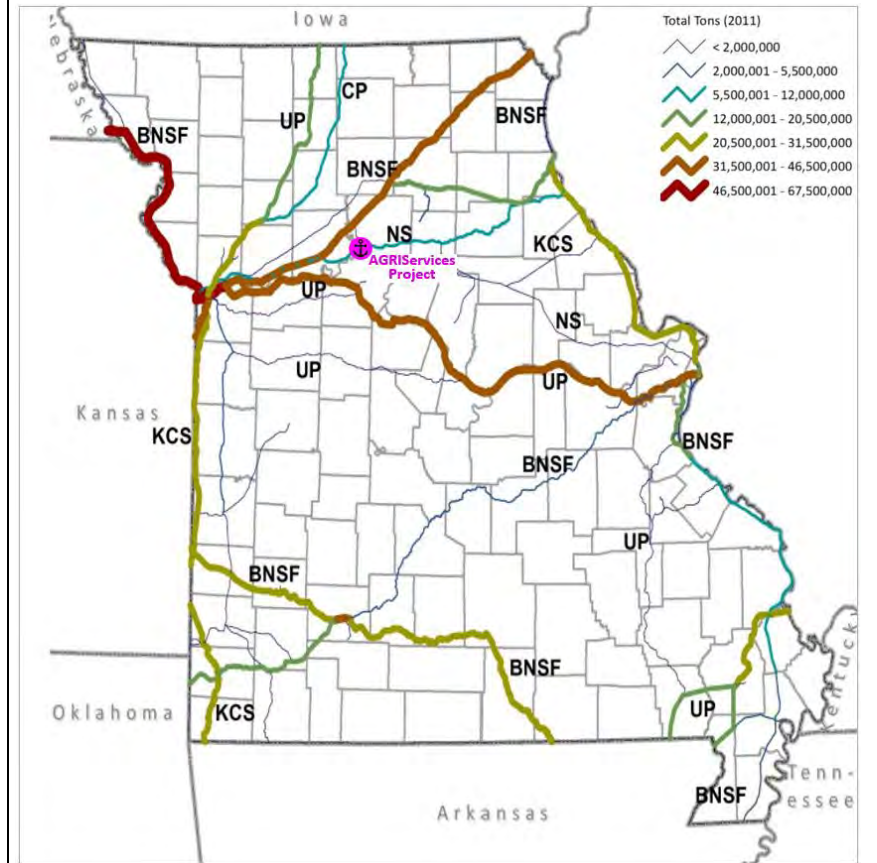 Iowa
Total Tons (2011)
< 2,000,000
2,000,001 - 5,500,000
5,500,001 - 12,000,000
12,000,001 - 20,500,000
20,500,001 - 31,500,000
31,500,001 - 46,500,000
46,500,001 - 67,500,000
Nebraska
CP
UP
BNSF
BNSF
BNSF
NS
KCS
AGRIServices
Project
UP
NS
UP
UP
Kansas
KCS
BNSF
BNSF
UP
BNSF
BNSF
Kentucky
Oklahoma
KCS
UP
Tenn-
essee
BNSF
Arkansas